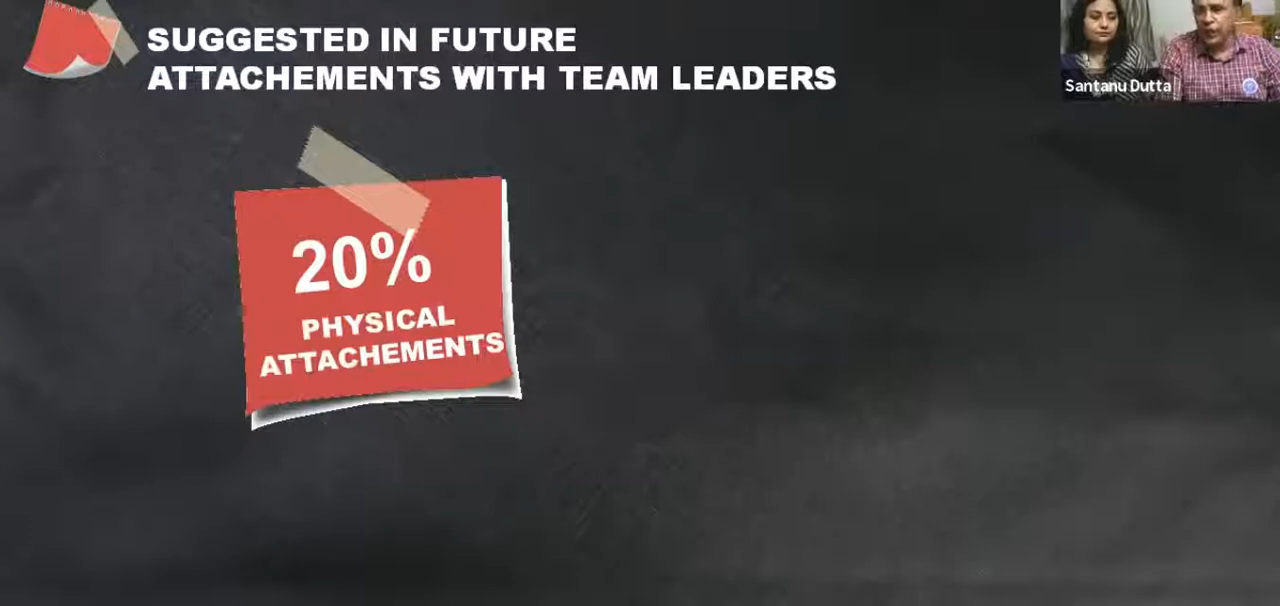 SUGGESTED IN FUTURE
ATTACHEMENTS WITH TEAM LEADERS
Santanu Dutta
20%
PHYSICAL
ATTACHEMENTS